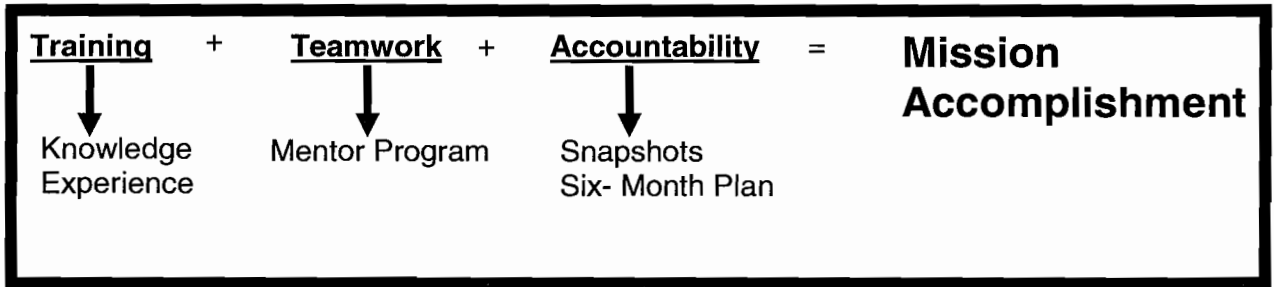 Training + Teamwork + Accountability = Mission
Accomplishment
Knowledge Mentor Program Snapshots
Experience Six- Month Plan